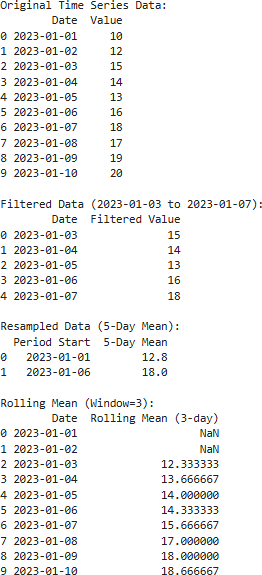 Original Time Series Data:
        Date  Value
0 2023-01-01     10
1 2023-01-02     12
2 2023-01-03     15
3 2023-01-04     14
4 2023-01-05     13
5 2023-01-06     16
6 2023-01-07     18
7 2023-01-08     17
8 2023-01-09     19
9 2023-01-10     20

Filtered Data (2023-01-03 to 2023-01-07):
        Date  Filtered Value
0 2023-01-03              15
1 2023-01-04              14
2 2023-01-05              13
3 2023-01-06              16
4 2023-01-07              18

Resampled Data (5-Day Mean):
  Period Start  5-Day Mean
0   2023-01-01        12.8
1   2023-01-06        18.0

Rolling Mean (Window=3):
        Date  Rolling Mean (3-day)
0 2023-01-01                   NaN
1 2023-01-02                   NaN
2 2023-01-03             12.333333
3 2023-01-04             13.666667
4 2023-01-05             14.000000
5 2023-01-06             14.333333
6 2023-01-07             15.666667
7 2023-01-08             17.000000
8 2023-01-09             18.000000
9 2023-01-10             18.666667